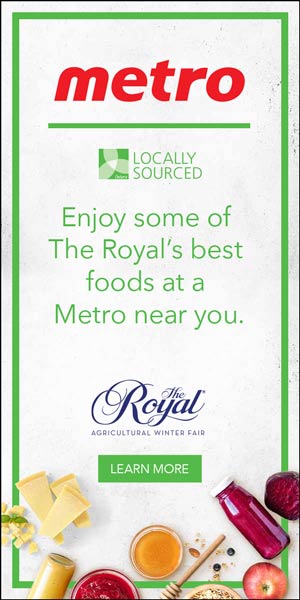 metro
LOCALLY
SOURCED
Ontario
Enjoy some of
The Royal's best
foods at a
Metro near you.
The
Royal®
AGRICULTURAL WINTER FAIR
LEARN MORE